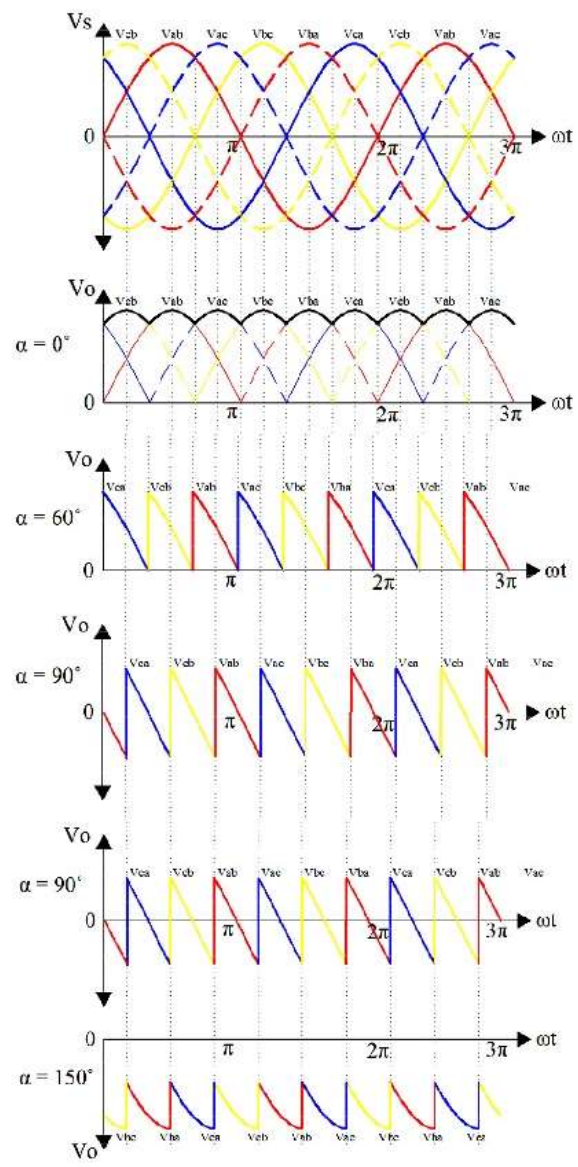 Vs
Vcb Vab Vac Vbc Vba Vca Vcb Vab Vac
0 π 2π 3π ωt
Vo
Vcb Vab Vac Vbc Vba Vca Vcb Vab Vac
α = 0°
0 π 2π 3π ωt
Vo
Vca Vcb Vab Vac Vbc Vba Vca Vcb Vab Vac
α = 60°
0 π 2π 3π ωt
Vo
Vca Vcb Vab Vac Vbc Vba Vca Vcb Vab Vac
α = 90°
0 π 2π 3π ωt
Vo
Vca Vcb Vab Vac Vbc Vba Vca Vcb Vab Vac
α = 90°
0 π 2π 3π ωt
0 π 2π 3π ωt
α = 150°
Vo Vbc Vba Vca Vcb Vab Vac Vbc Vba Vca